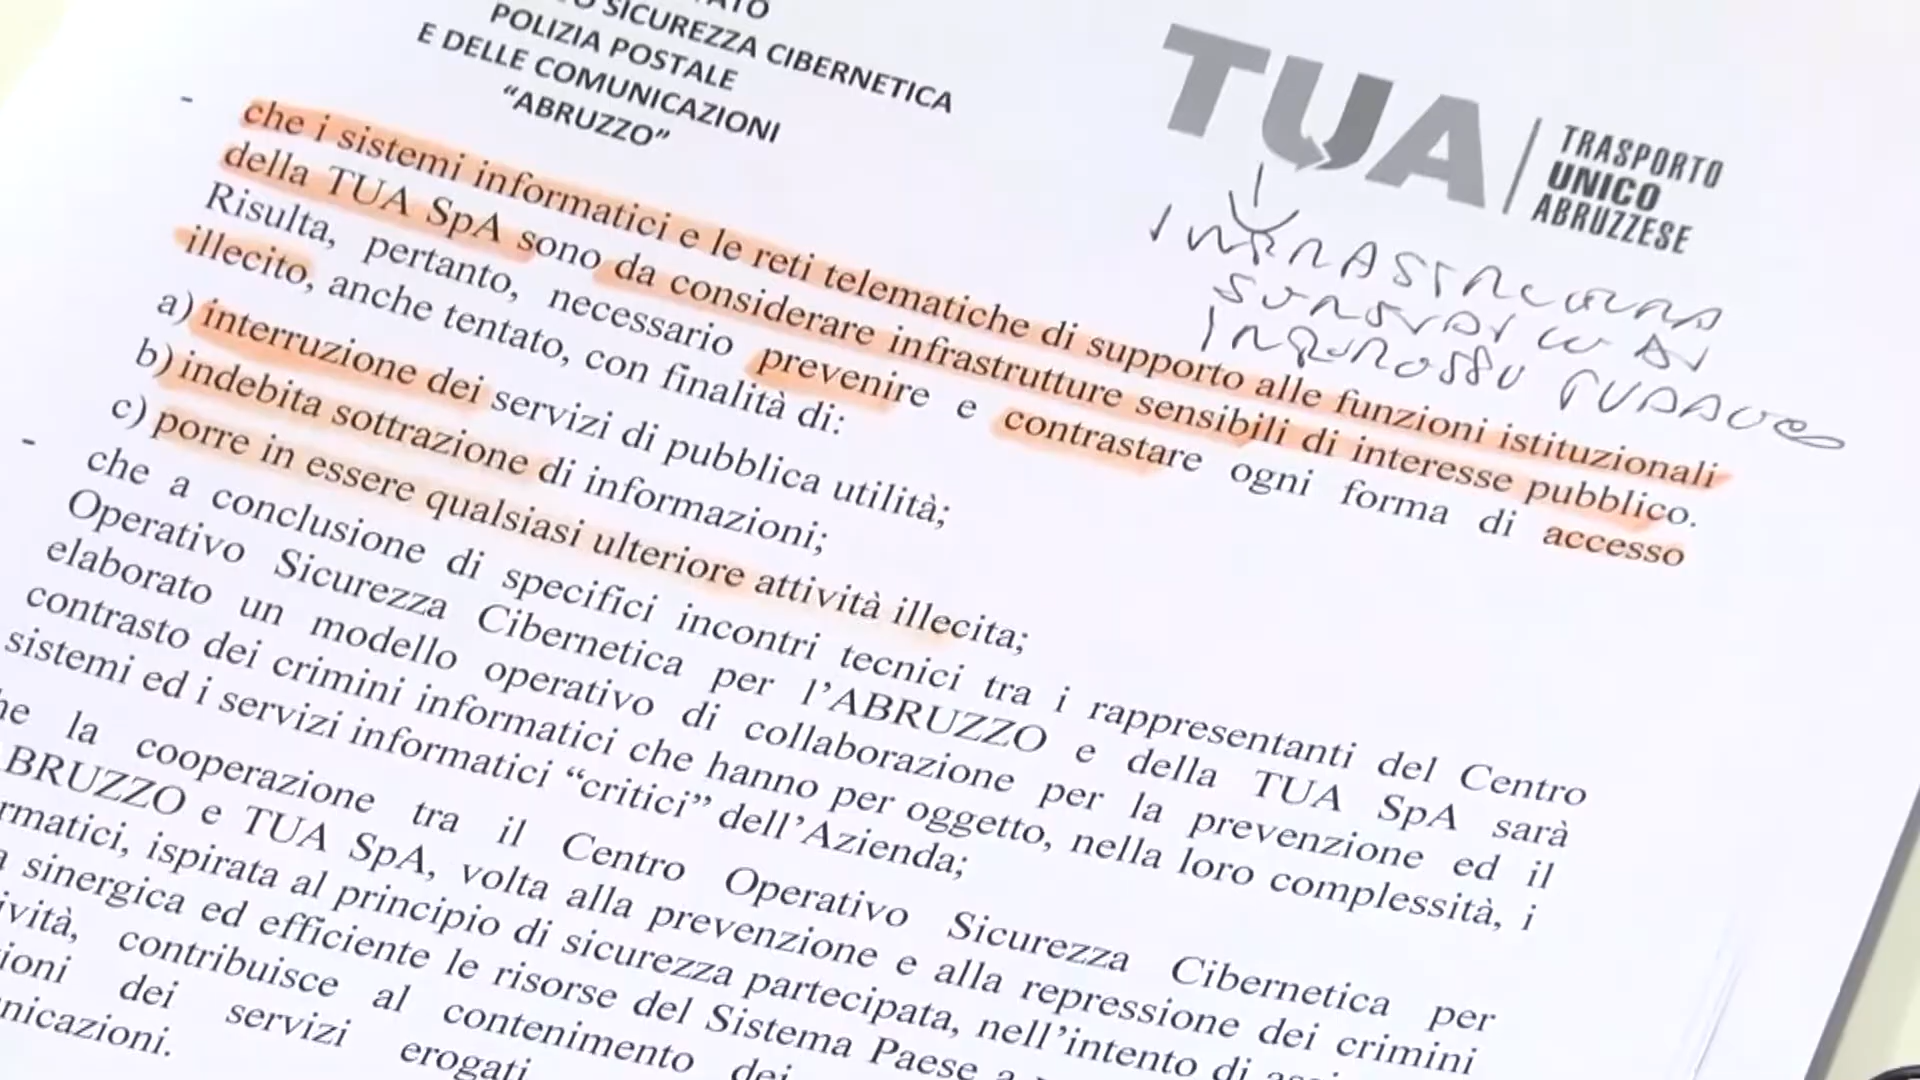 SICUREZZA CIBERNETICA
POLIZIA POSTALE
E DELLE COMUNICAZIONI
“ABRUZZO”
TUA
TRASPORTO
UNICO
ABRUZZESE
- che i sistemi informatici e le reti telematiche di supporto alle funzioni istituzionali
della TUA SpA sono da considerare infrastrutture sensibili di interesse pubblico.
Risulta, pertanto, necessario prevenire e contrastare ogni forma di accesso
illecito, anche tentato, con finalità di:
a) interruzione dei servizi di pubblica utilità;
b) indebita sottrazione di informazioni;
c) porre in essere qualsiasi ulteriore attività illecita;
- che a conclusione di specifici incontri tecnici tra i rappresentanti del Centro
Operativo Sicurezza Cibernetica per l’ABRUZZO e della TUA SpA sarà
elaborato un modello operativo di collaborazione per la prevenzione ed il
contrasto dei crimini informatici che hanno per oggetto, nella loro complessità, i
sistemi ed i servizi informatici “critici” dell’Azienda;
la cooperazione tra il Centro Operativo Sicurezza Cibernetica per
ABRUZZO e TUA SpA, volta alla prevenzione e alla repressione dei crimini
ispirata al principio di sicurezza partecipata, nell’intento di
sinergica ed efficiente le risorse del Sistema Paese a
contribuisce al contenimento dei
dei servizi erogati